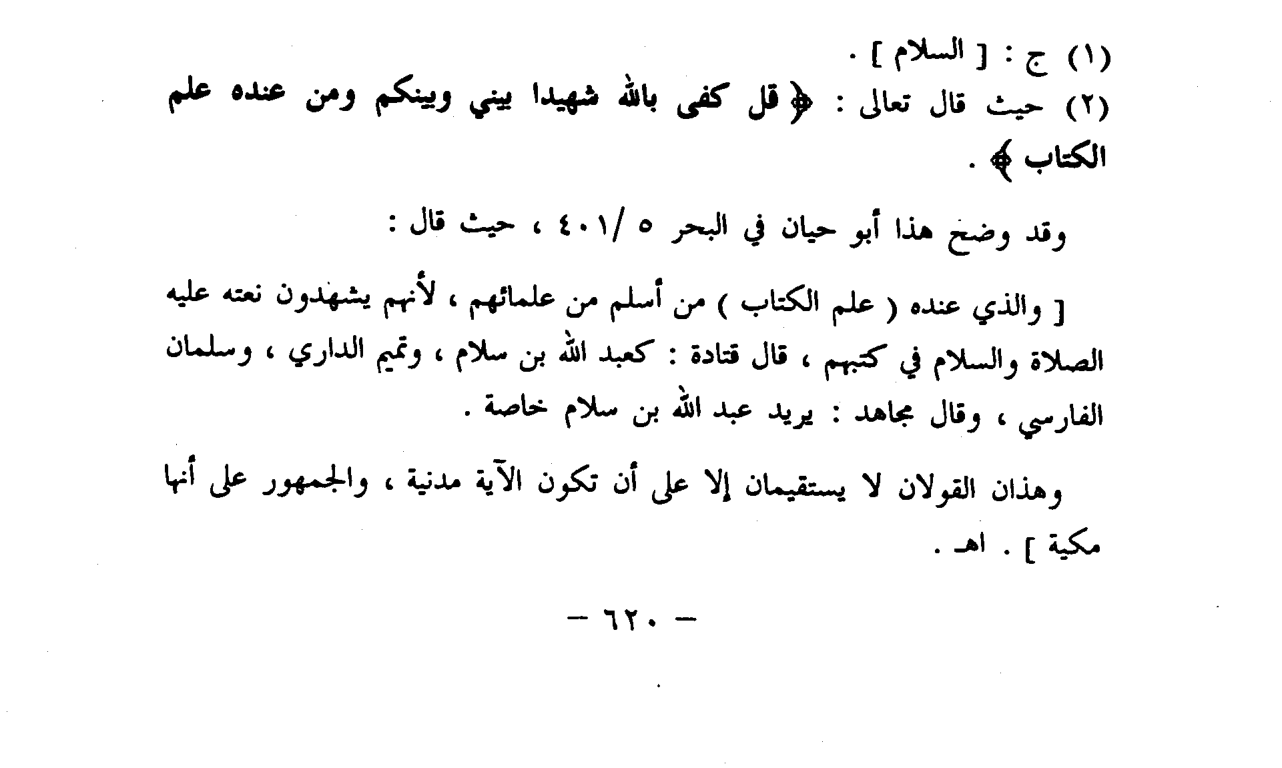 (١) ج : [ السلام ] .
(٢) حيث قال تعالى : ﴿ قل كفى بالله شهيدا بيني وبينكم ومن عنده علم
الكتاب ﴾ .
وقد وضح هذا أبو حيان في البحر ٥ /٤٠١ ، حيث قال :
[ والذي عنده ( علم الكتاب ) من أسلم من علمائهم ، لأنهم يشهدون نعته عليه
الصلاة والسلام في كتبهم ، قال قتادة : كعبد الله بن سلام ، وتميم الداري ، وسلمان
الفارسي ، وقال مجاهد : يريد عبد الله بن سلام خاصة .
وهذان القولان لا يستقيمان إلا على أن تكون الآية مدنية ، والجمهور على أنها
مكية ] . اهـ .
– ٦٢٠ –